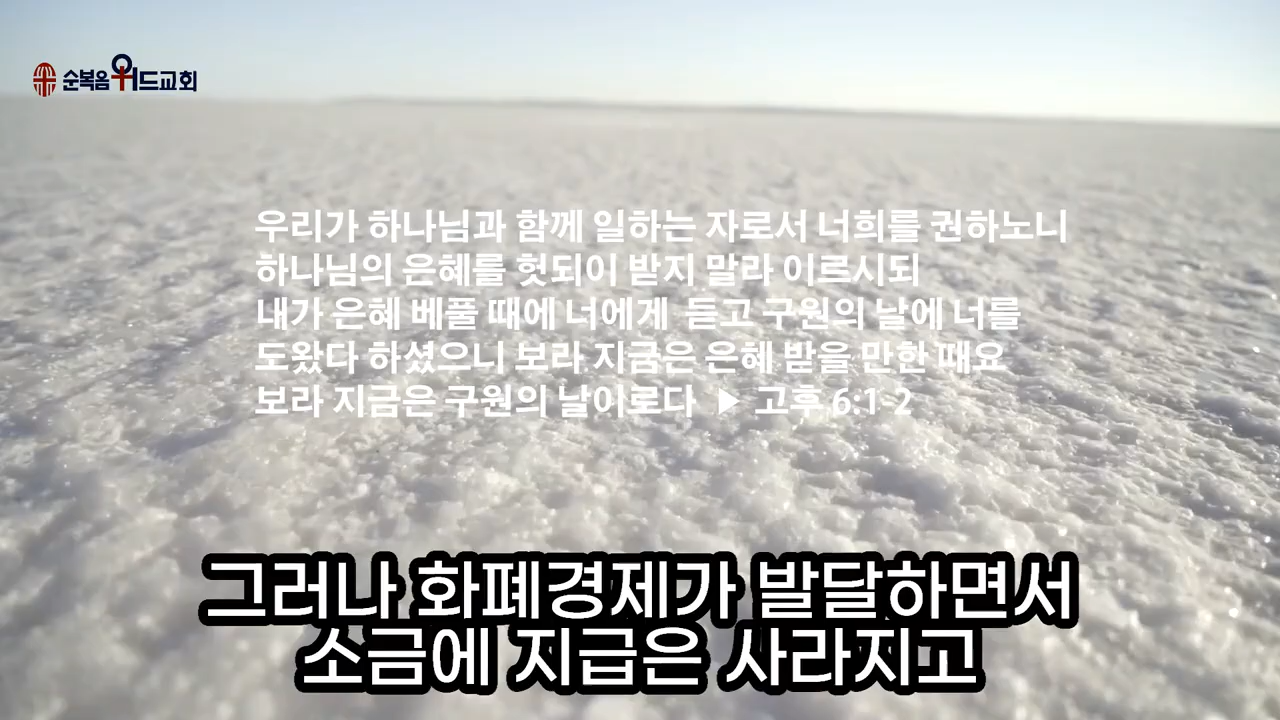 순복음위드교회
우리가 하나님과 함께 일하는 자로서 너희를 권하노니
하나님의 은혜를 헛되이 받지 말라 이르시되
내가 은혜 베풀 때에 너에게 듣고 구원의 날에 너를
도왔다 하셨으니 보라 지금은 은혜 받을 만한 때요
보라 지금은 구원의 날이로다 ▶ 고후 6:1-2
그러나 화폐경제가 발달하면서
소금에 지급은 사라지고